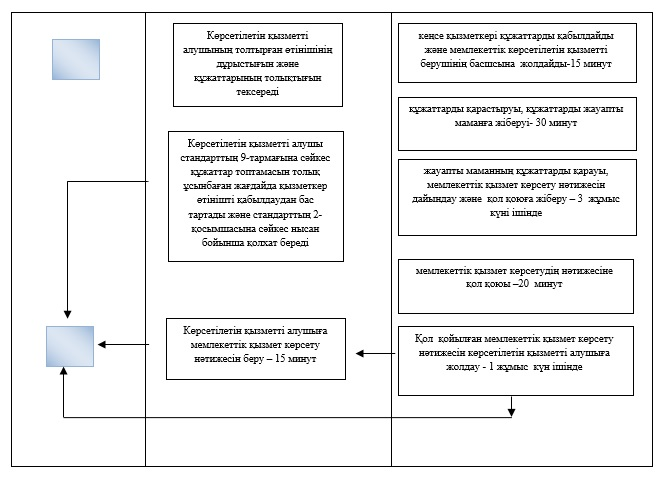 Көрсетілетін қызметті
алушының толтырған өтінішінің
дұрыстығын және
құжаттарының толықтығын
тексереді
Көрсетілетін қызметті алушы
стандарттың 9-тармағына сәйкес
құжаттар топтамасын толық
ұсынбаған жағдайда қызметкер
өтінішті қабылдаудан бас
тартады және стандарттың 2-
қосымшасына сәйкес нысан
бойынша қолхат береді
Көрсетілетін қызметті алушыға
мемлекеттік қызмет көрсету
нәтижесін беру – 15 минут
кеңсе қызметкері құжаттарды қабылдайды
және мемлекеттік көрсетілетін қызметті
берушінің басшсына жолдайды-15 минут
құжаттарды қарастыруы, құжаттарды жауапты
маманға жіберуі- 30 минут
жауапты маманның құжаттарды қарауы,
мемлекеттік қызмет көрсету нәтижесін
дайындау және қол қоюға жіберу – 3 жұмыс
күні ішінде
мемлекеттік қызмет көрсетудің нәтижесіне
қол қоюы –20 минут
Қол қойылған мемлекеттік қызмет көрсету
нәтижесін көрсетілетін қызметті алушыға
жолдау - 1 жұмыс күн ішінде